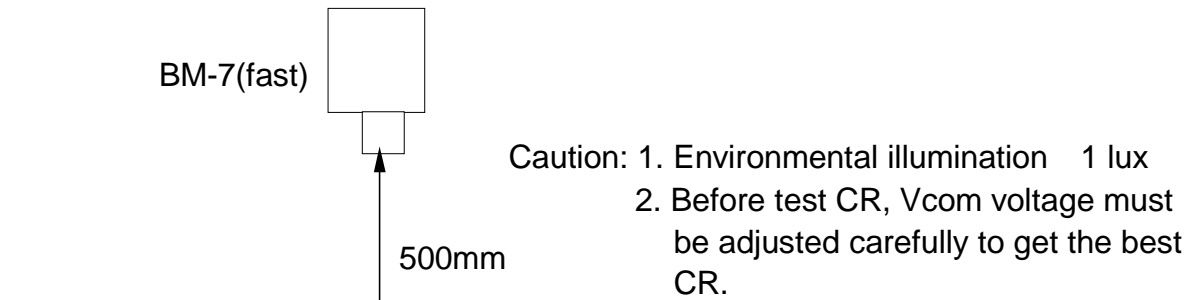 BM-7(fast)
Caution: 1. Environmental illumination 1 lux
2. Before test CR, Vcom voltage must
be adjusted carefully to get the best
CR.
500mm